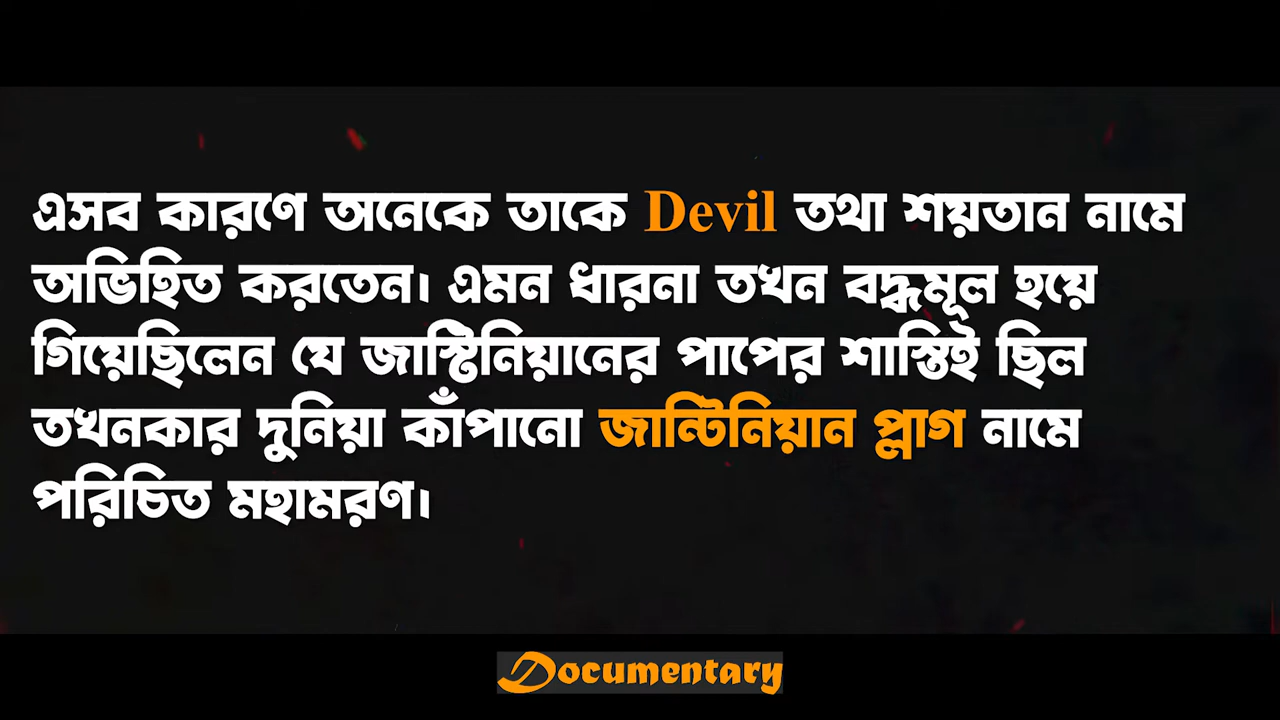 এসব কারণে অনেকে তাকে Devil তথা শয়তান নামে
অভিহিত করতেন। এমন ধারনা তখন বদ্ধমূল হয়ে
গিয়েছিলেন যে জাস্টিনিয়ানের পাপের শাস্তিই ছিল
তখনকার দুনিয়া কাঁপানো জান্টিনিয়ান প্লাগ নামে
পরিচিত মহামরণ।
Documentary